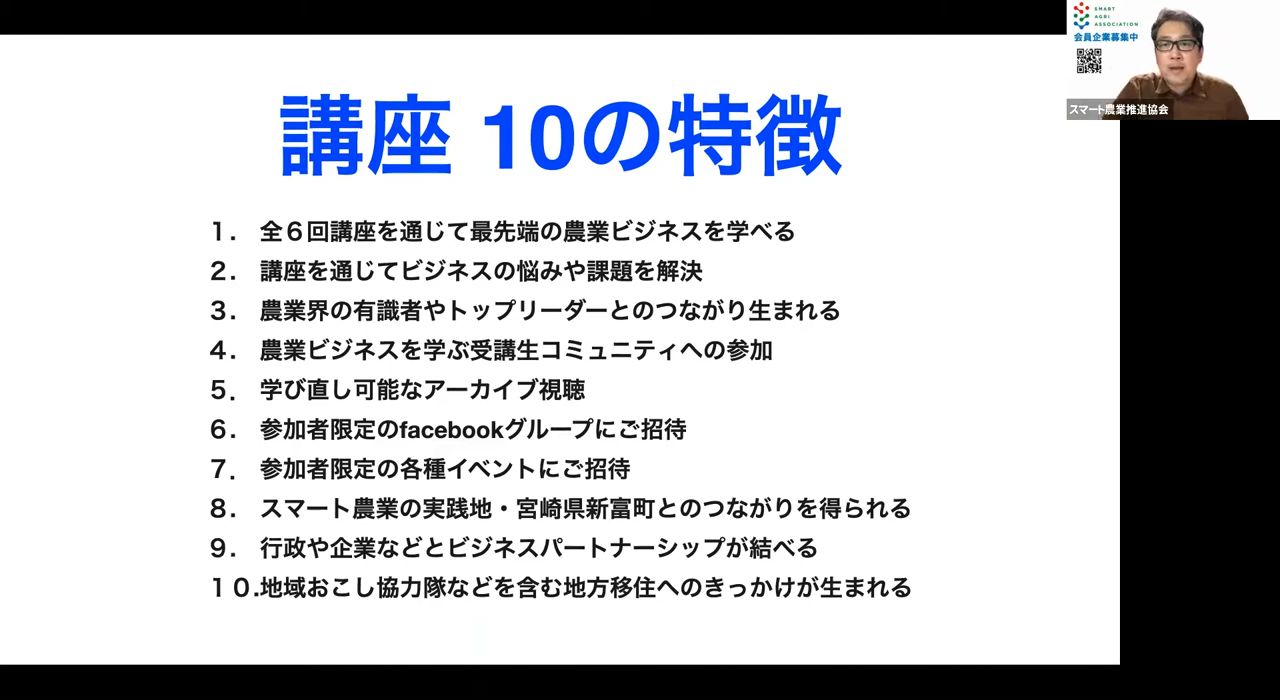 講座 10の特徴
１. 全６回講座を通じて最先端の農業ビジネスを学べる
２. 講座を通じてビジネスの悩みや課題を解決
３. 農業界の有識者やトップリーダーとのつながり生まれる
４. 農業ビジネスを学ぶ受講生コミュニティへの参加
５. 学び直し可能なアーカイブ視聴
６. 参加者限定のfacebookグループにご招待
７. 参加者限定の各種イベントにご招待
８. スマート農業の実践地・宮崎県新富町とのつながりを得られる
９. 行政や企業などとビジネスパートナーシップが結べる
１０.地域おこし協力隊などを含む地方移住へのきっかけが生まれる
SMART
AGRI
ASSOCIATION
会員企業募集中
スマート農業推進協会